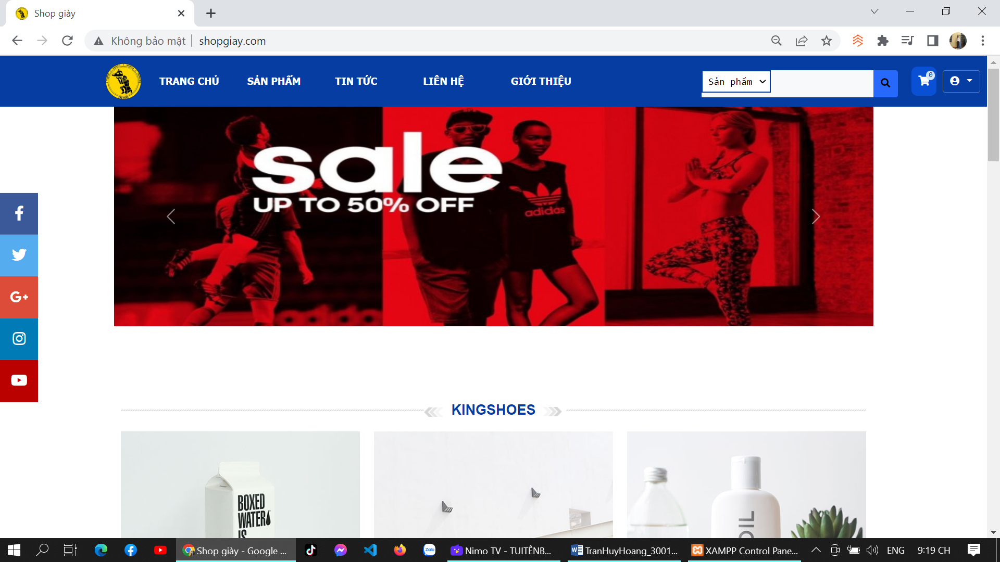 Shop giày
Không bảo mật
shopgiay.com
TRANG CHỦ
SẢN PHẨM
TIN TỨC
LIÊN HỆ
GIỚI THIỆU
Sản phẩm
0
sale
UP TO 50% OFF
adidas
KINGSHOES
BOXED
WATER
IS
OIL
Shop giày - Google ...
Zalo
Nimo TV - TUITÊNB...
TranHuyHoang_3001...
XAMPP Control Pane...
ENG
9:19 CH